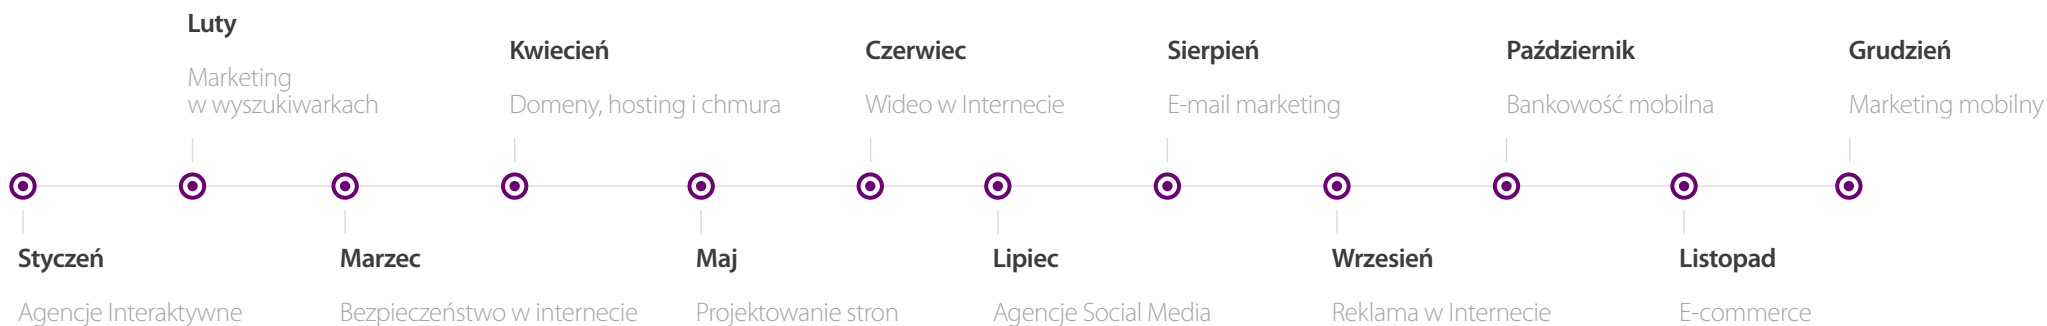 Luty
Marketing
w wyszukiwarkach
Kwiecień
Domeny, hosting i chmura
Czerwiec
Wideo w Internecie
Sierpień
E-mail marketing
Październik
Bankowość mobilna
Grudzień
Marketing mobilny
Styczeń
Agencje Interaktywne
Marzec
Bezpieczeństwo w internecie
Maj
Projektowanie stron
Lipiec
Agencje Social Media
Wrzesień
Reklama w Internecie
Listopad
E-commerce